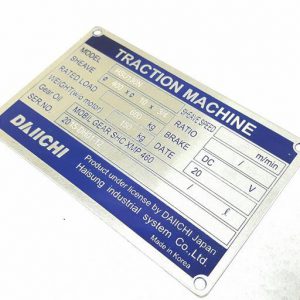 TRACTION MACHINE
MODEL
SHEAVE
SHEAVE SPEED
m/min
RATED LOAD
kg
RATIO
/
WEIGHT(w/o motor)
kg
BRAKE
DC
V
Gear Oil
MOBIL GEAR SHC XMP 460
DATE
20
/
SER.NO
20
DAIICHI
Product under license by DAIICHI Japan
Haisung industrial system Co.,Ltd.
Made in Korea